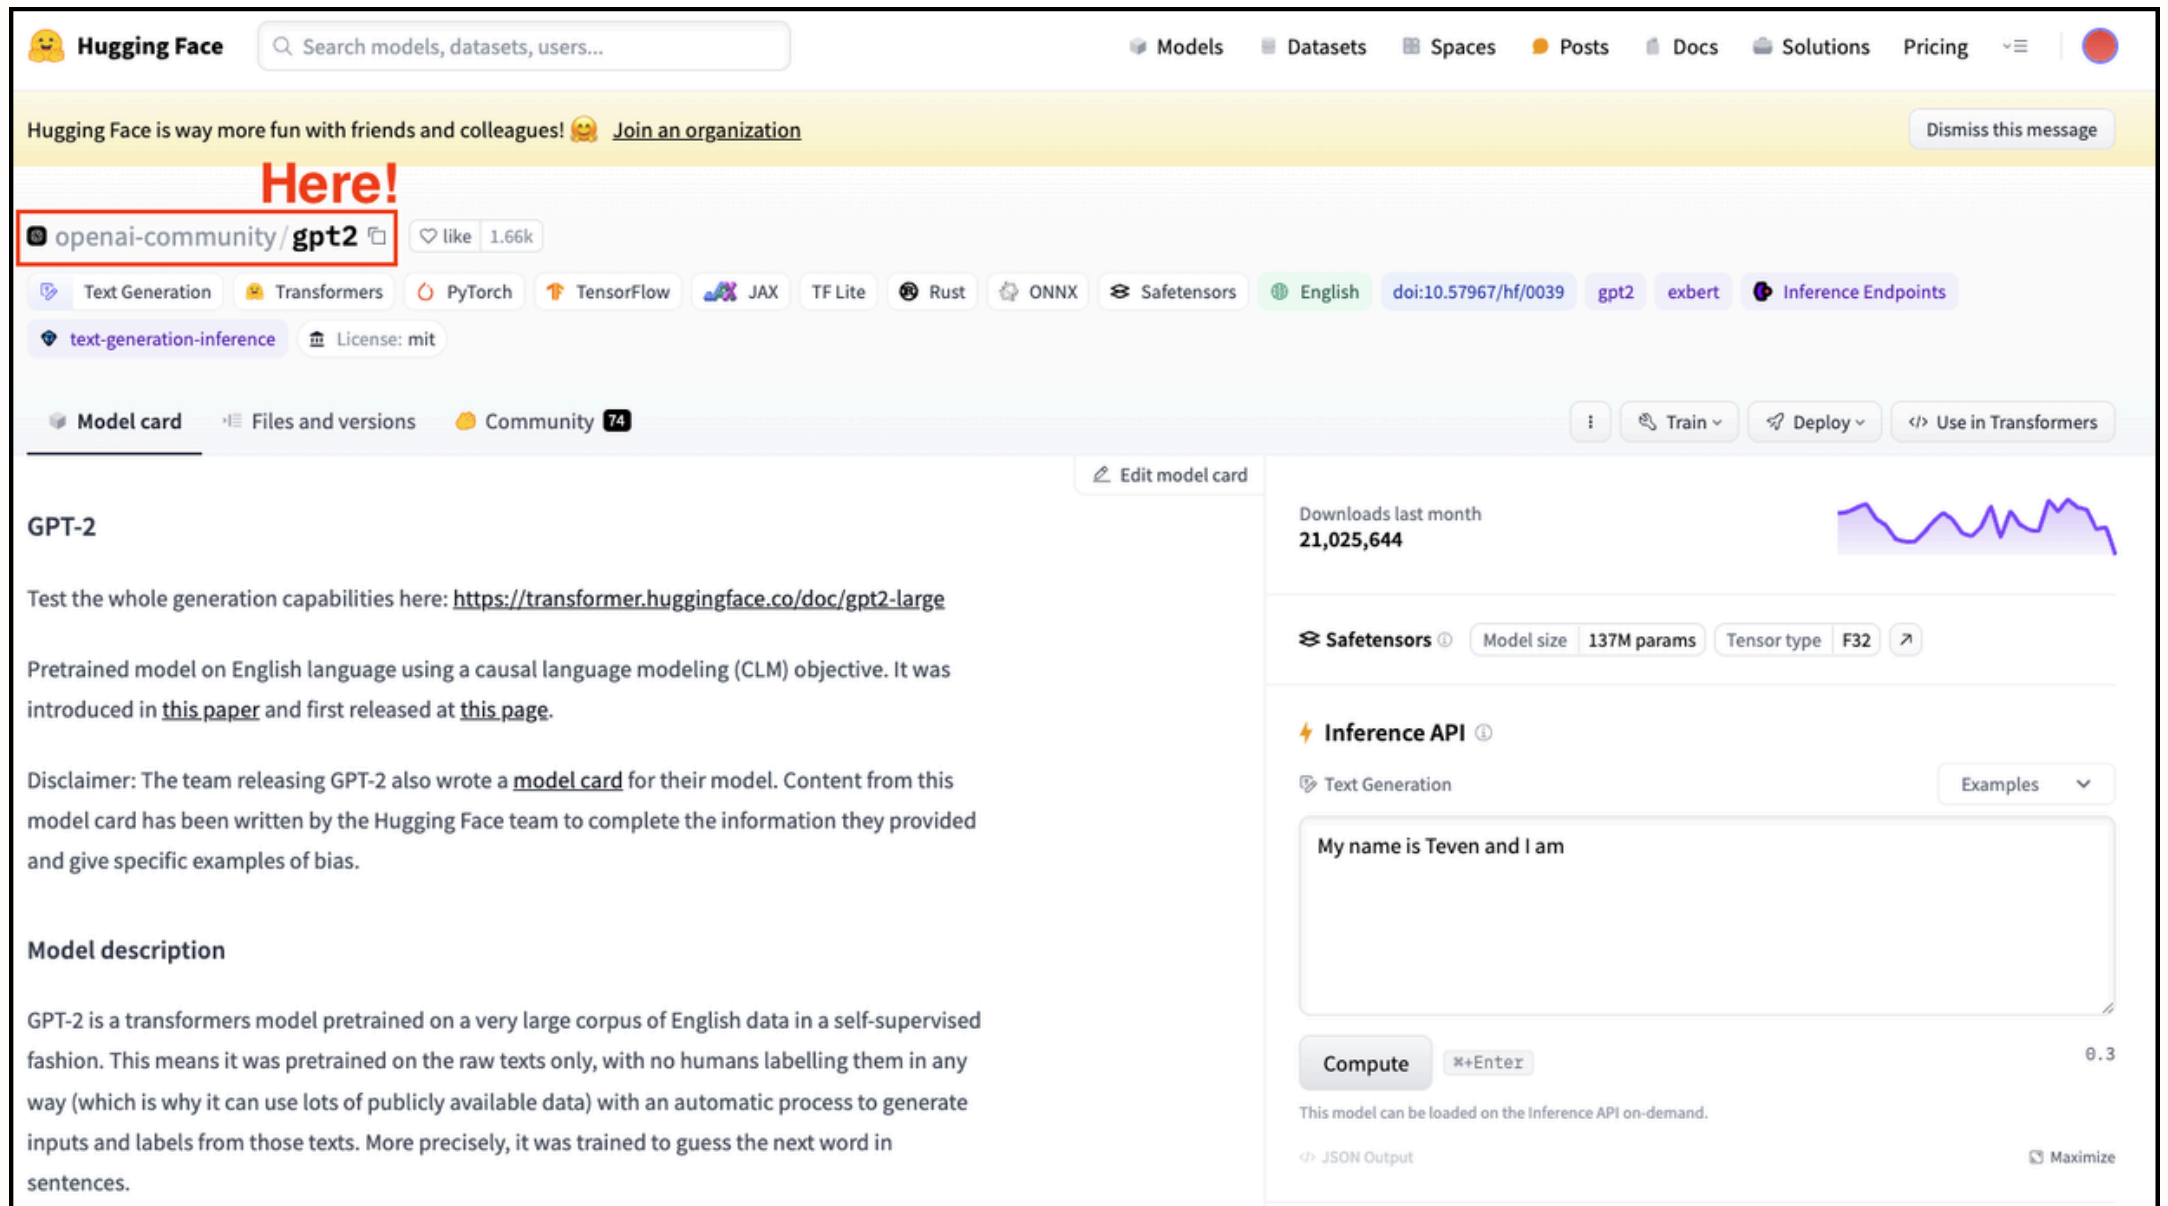 Hugging Face
Search models, datasets, users...
Models Datasets Spaces Posts Docs Solutions Pricing
Hugging Face is way more fun with friends and colleagues! 🤗 Join an organization
Dismiss this message
Here!
openai-community/gpt2
like 1.66k
Text Generation Transformers PyTorch TensorFlow JAX TF Lite Rust ONNX Safetensors English doi:10.57967/hf/0039 gpt2 exbert Inference Endpoints
text-generation-inference License: mit
Model card Files and versions Community 74
Train Deploy </> Use in Transformers
Edit model card
GPT-2
Test the whole generation capabilities here: https://transformer.huggingface.co/doc/gpt2-large
Pretrained model on English language using a causal language modeling (CLM) objective. It was
introduced in this paper and first released at this page.
Disclaimer: The team releasing GPT-2 also wrote a model card for their model. Content from this
model card has been written by the Hugging Face team to complete the information they provided
and give specific examples of bias.
Model description
GPT-2 is a transformers model pretrained on a very large corpus of English data in a self-supervised
fashion. This means it was pretrained on the raw texts only, with no humans labelling them in any
way (which is why it can use lots of publicly available data) with an automatic process to generate
inputs and labels from those texts. More precisely, it was trained to guess the next word in
sentences.
Downloads last month
21,025,644
Safetensors Model size 137M params Tensor type F32
Inference API
Text Generation
Examples
My name is Teven and I am
Compute ⌘+Enter
0.3
This model can be loaded on the Inference API on-demand.
</> JSON Output
Maximize